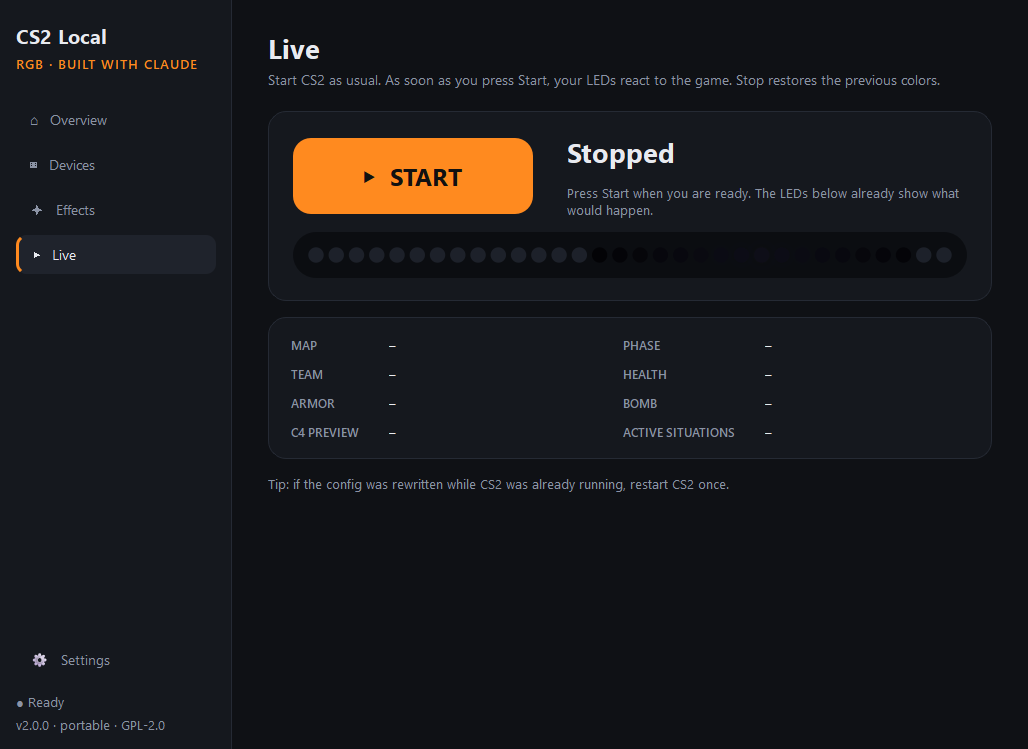 CS2 Local
RGB · BUILT WITH CLAUDE
Overview
Devices
Effects
Live
Settings
Ready
v2.0.0 · portable · GPL-2.0
Live
Start CS2 as usual. As soon as you press Start, your LEDs react to the game. Stop restores the previous colors.
START
Stopped
Press Start when you are ready. The LEDs below already show what
would happen.
MAP –
PHASE –
TEAM –
HEALTH –
ARMOR –
BOMB –
C4 PREVIEW –
ACTIVE SITUATIONS –
Tip: if the config was rewritten while CS2 was already running, restart CS2 once.